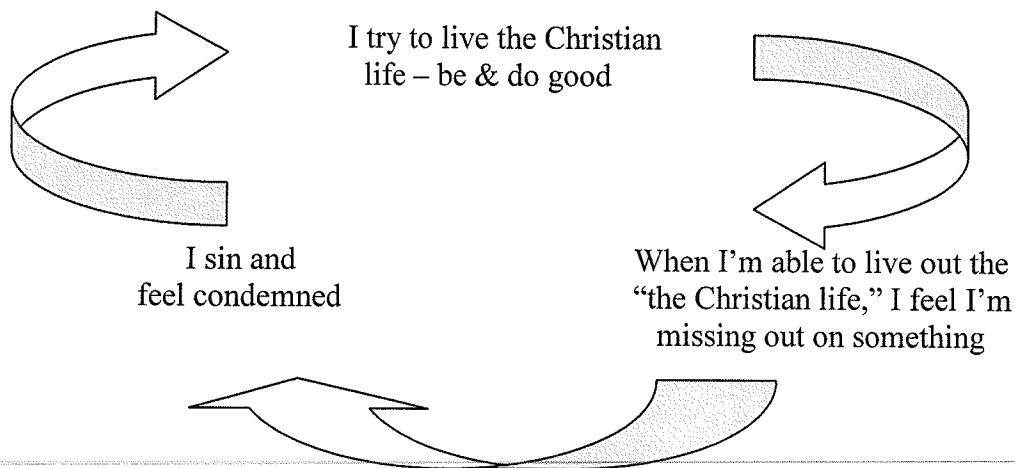 I try to live the Christian
life – be & do good
When I'm able to live out the
“the Christian life,” I feel I'm
missing out on something
I sin and
feel condemned